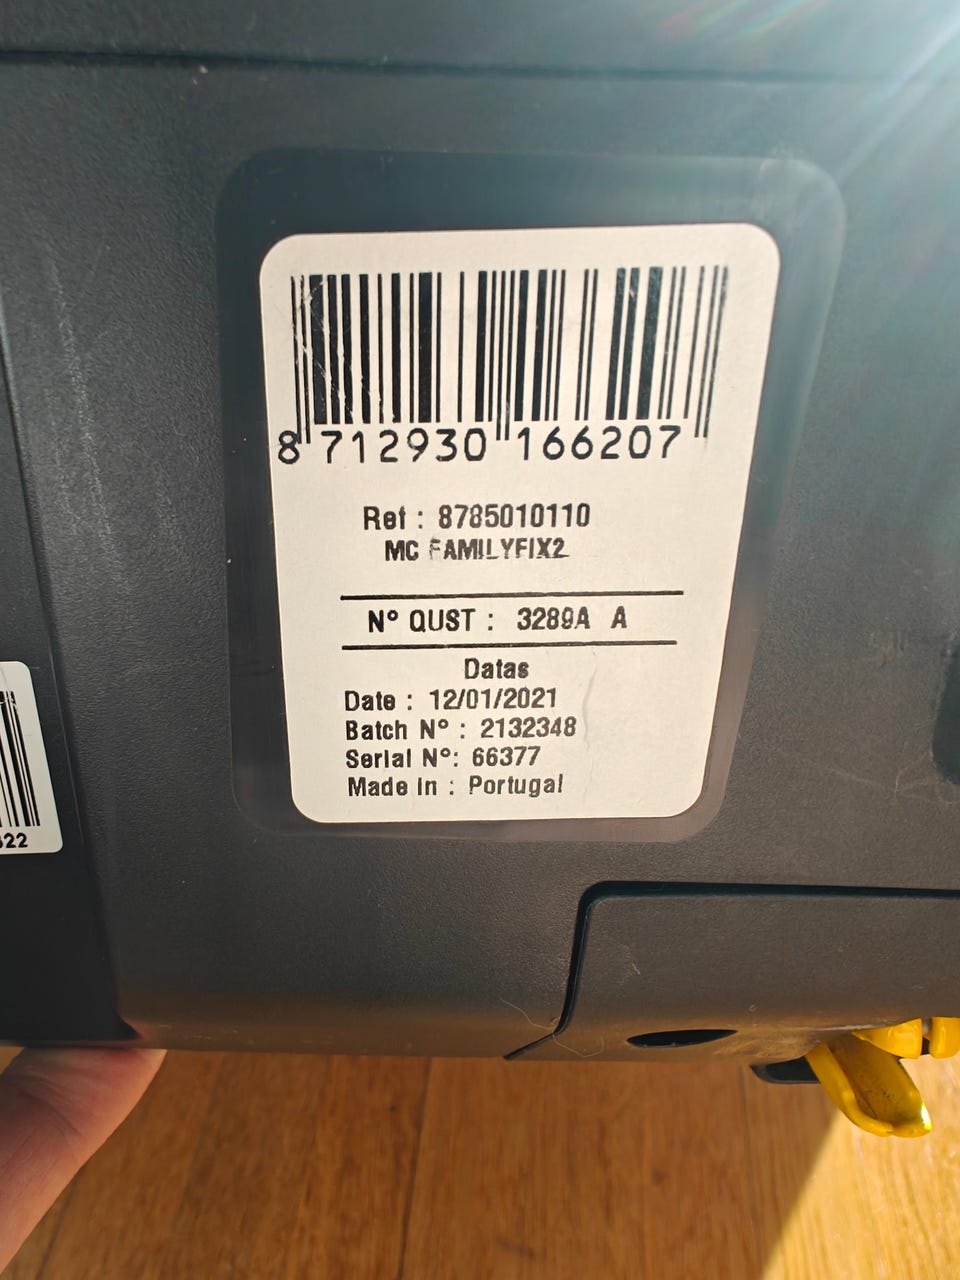 8 712930 166207
Ref : 8785010110
MC FAMILYFIX2
N° QUST : 3289A A
Datas
Date : 12/01/2021
Batch N° : 2132348
Serial N°: 66377
Made in : Portugal
22